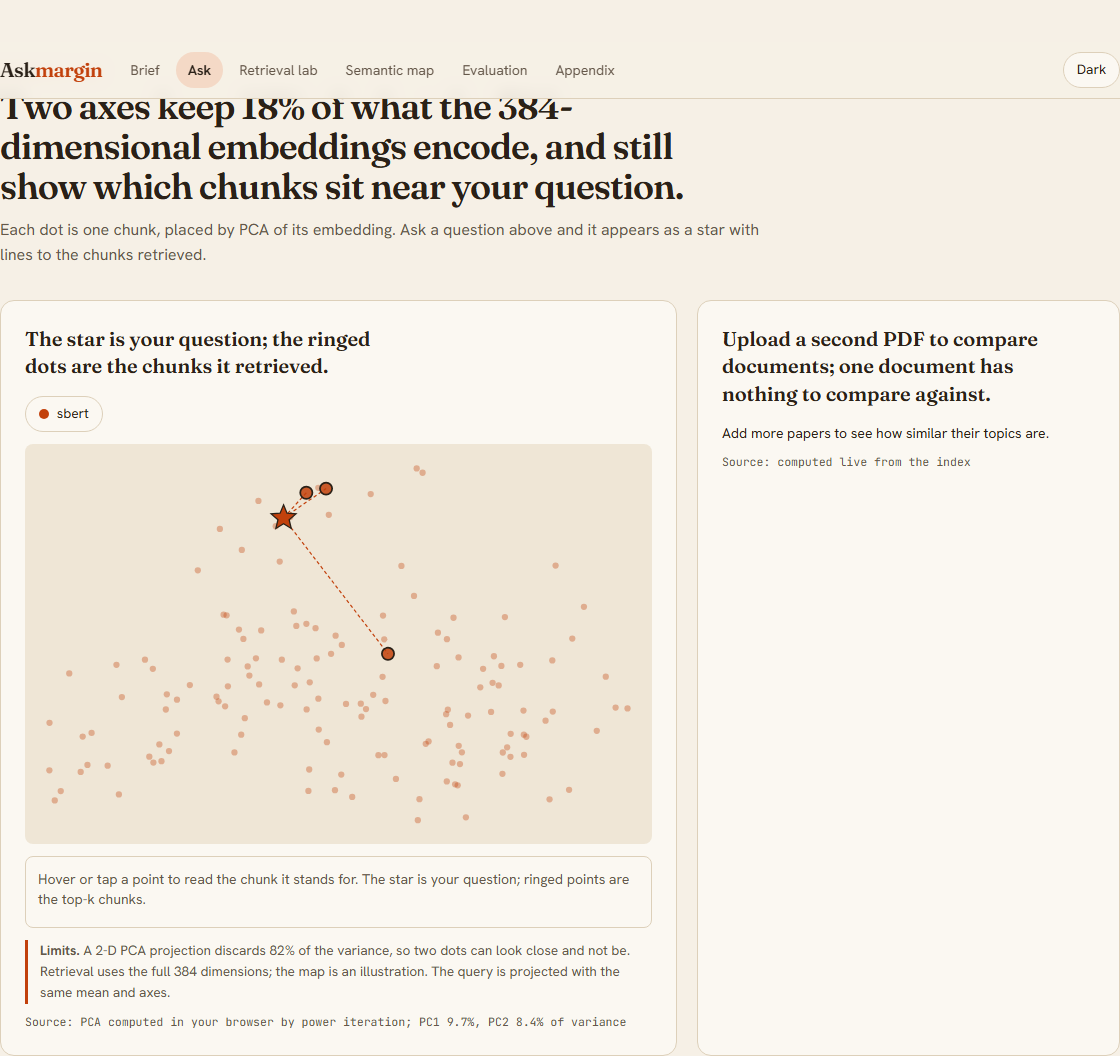 Askmargin Brief Ask Retrieval lab Semantic map Evaluation Appendix Dark
Two axes keep 18% of what the 384-
dimensional embeddings encode, and still
show which chunks sit near your question.
Each dot is one chunk, placed by PCA of its embedding. Ask a question above and it appears as a star with
lines to the chunks retrieved.
The star is your question; the ringed
dots are the chunks it retrieved.
sbert
Hover or tap a point to read the chunk it stands for. The star is your question; ringed points are
the top-k chunks.
Limits. A 2-D PCA projection discards 82% of the variance, so two dots can look close and not be.
Retrieval uses the full 384 dimensions; the map is an illustration. The query is projected with the
same mean and axes.
Source: PCA computed in your browser by power iteration; PC1 9.7%, PC2 8.4% of variance
Upload a second PDF to compare
documents; one document has
nothing to compare against.
Add more papers to see how similar their topics are.
Source: computed live from the index